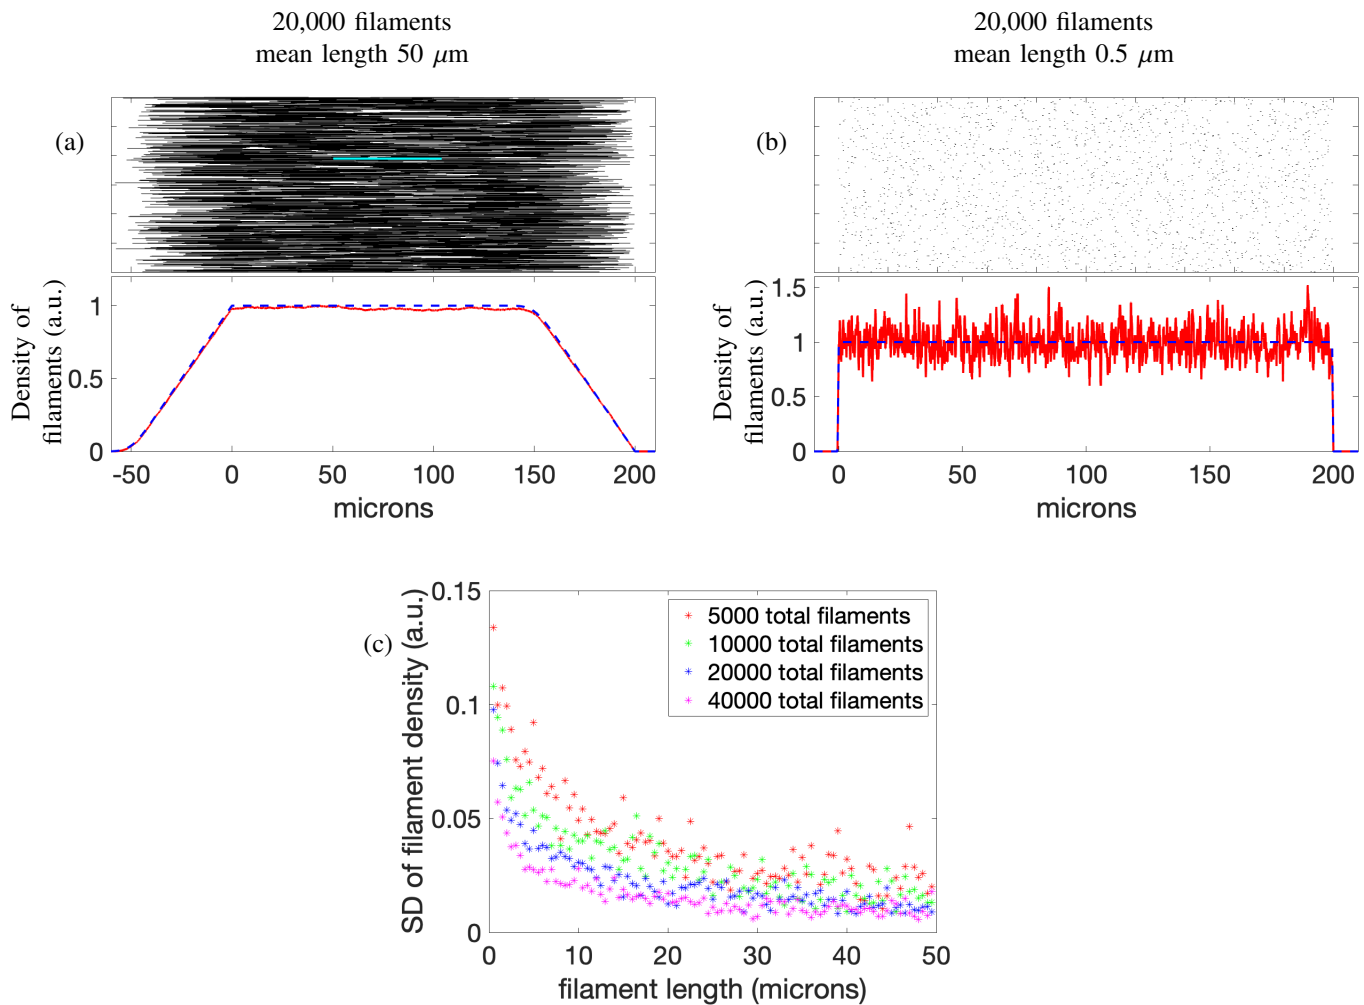 20,000 filaments
mean length 50 μm
20,000 filaments
mean length 0.5 μm
(a)
(b)
Density of
filaments (a.u.)
1
0.5
0
-50
0
50
100
150
200
microns
Density of
filaments (a.u.)
1.5
1
0.5
0
0
50
100
150
200
microns
(c)
SD of filament density (a.u.)
0.15
0.1
0.05
0
5000 total filaments
10000 total filaments
20000 total filaments
40000 total filaments
0
10
20
30
40
50
filament length (microns)